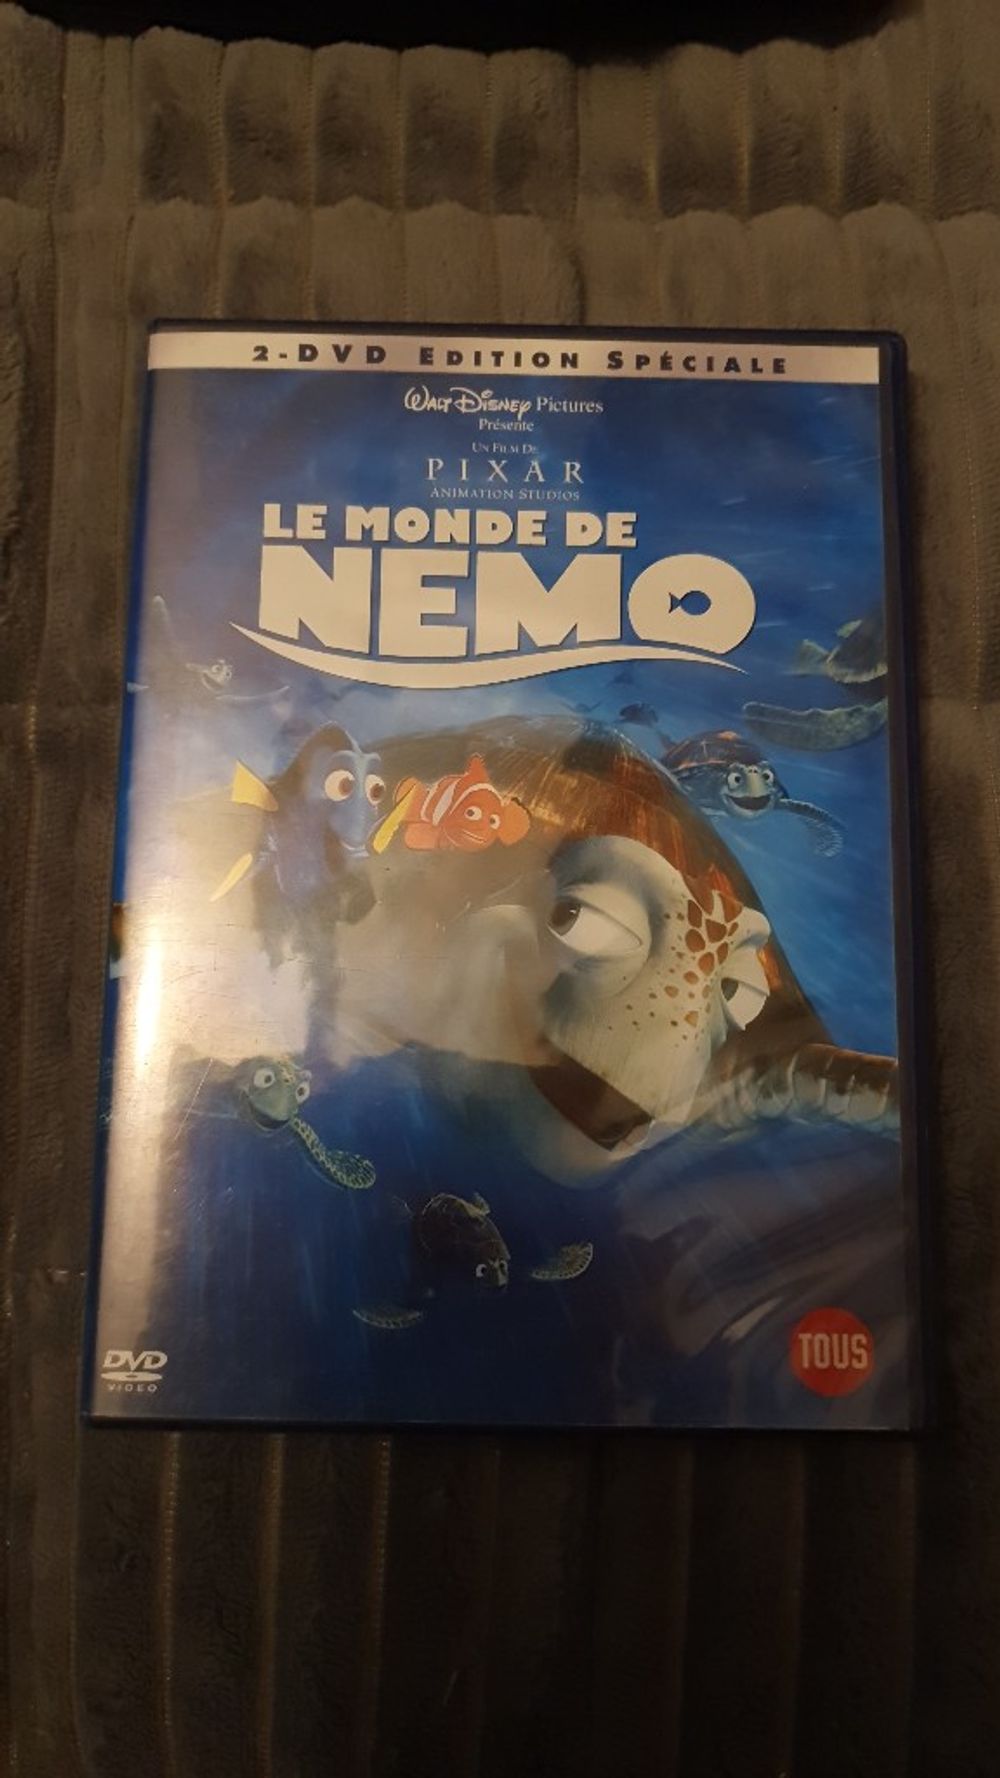 2-DVD EDITION SPÉCIALE
WALT DISNEY Pictures
Présente
UN FILM DE
PIXAR
ANIMATION STUDIOS
LE MONDE DE
NEMO
DVD
VIDEO
TOUS